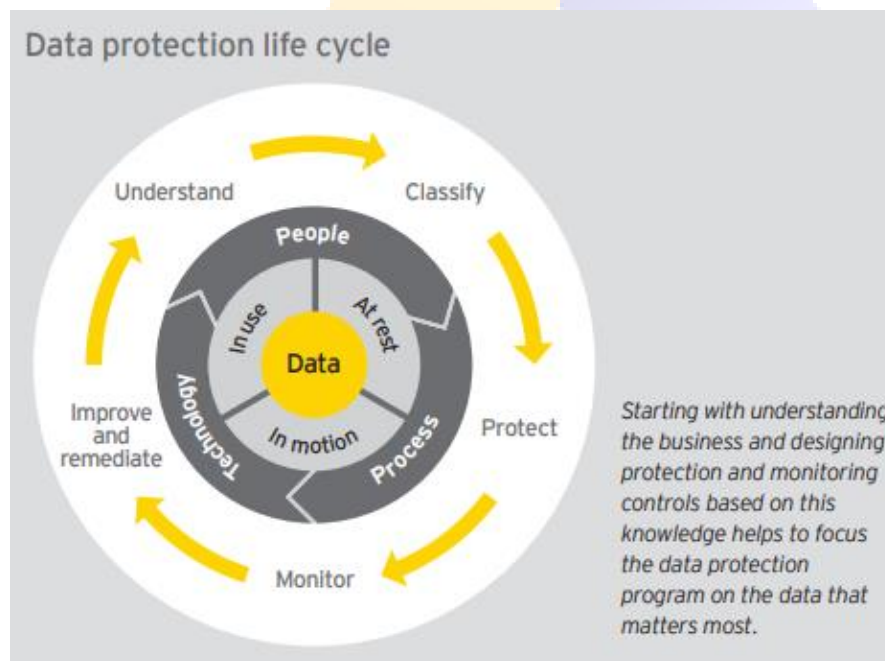 Data protection life cycle
Understand
Classify
People
In use
At rest
Data
Technology
In motion
Process
Improve
and
remediate
Protect
Monitor
Starting with understanding
the business and designing
protection and monitoring
controls based on this
knowledge helps to focus
the data protection
program on the data that
matters most.